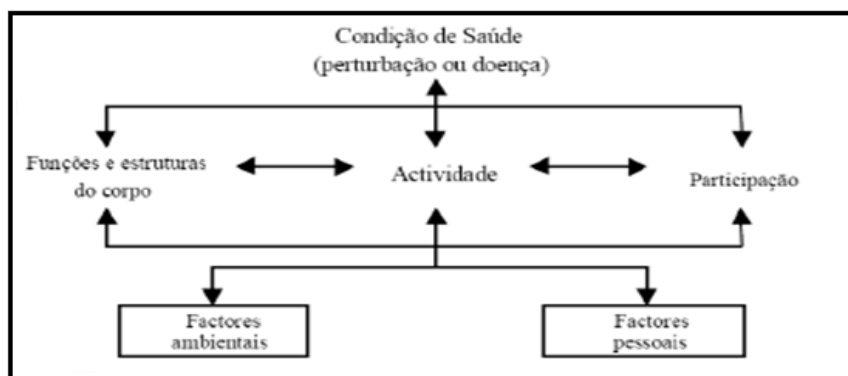 Condição de Saúde
(perturbação ou doença)
Funções e estruturas
do corpo
Actividade
Participação
Factores
ambientais
Factores
pessoais